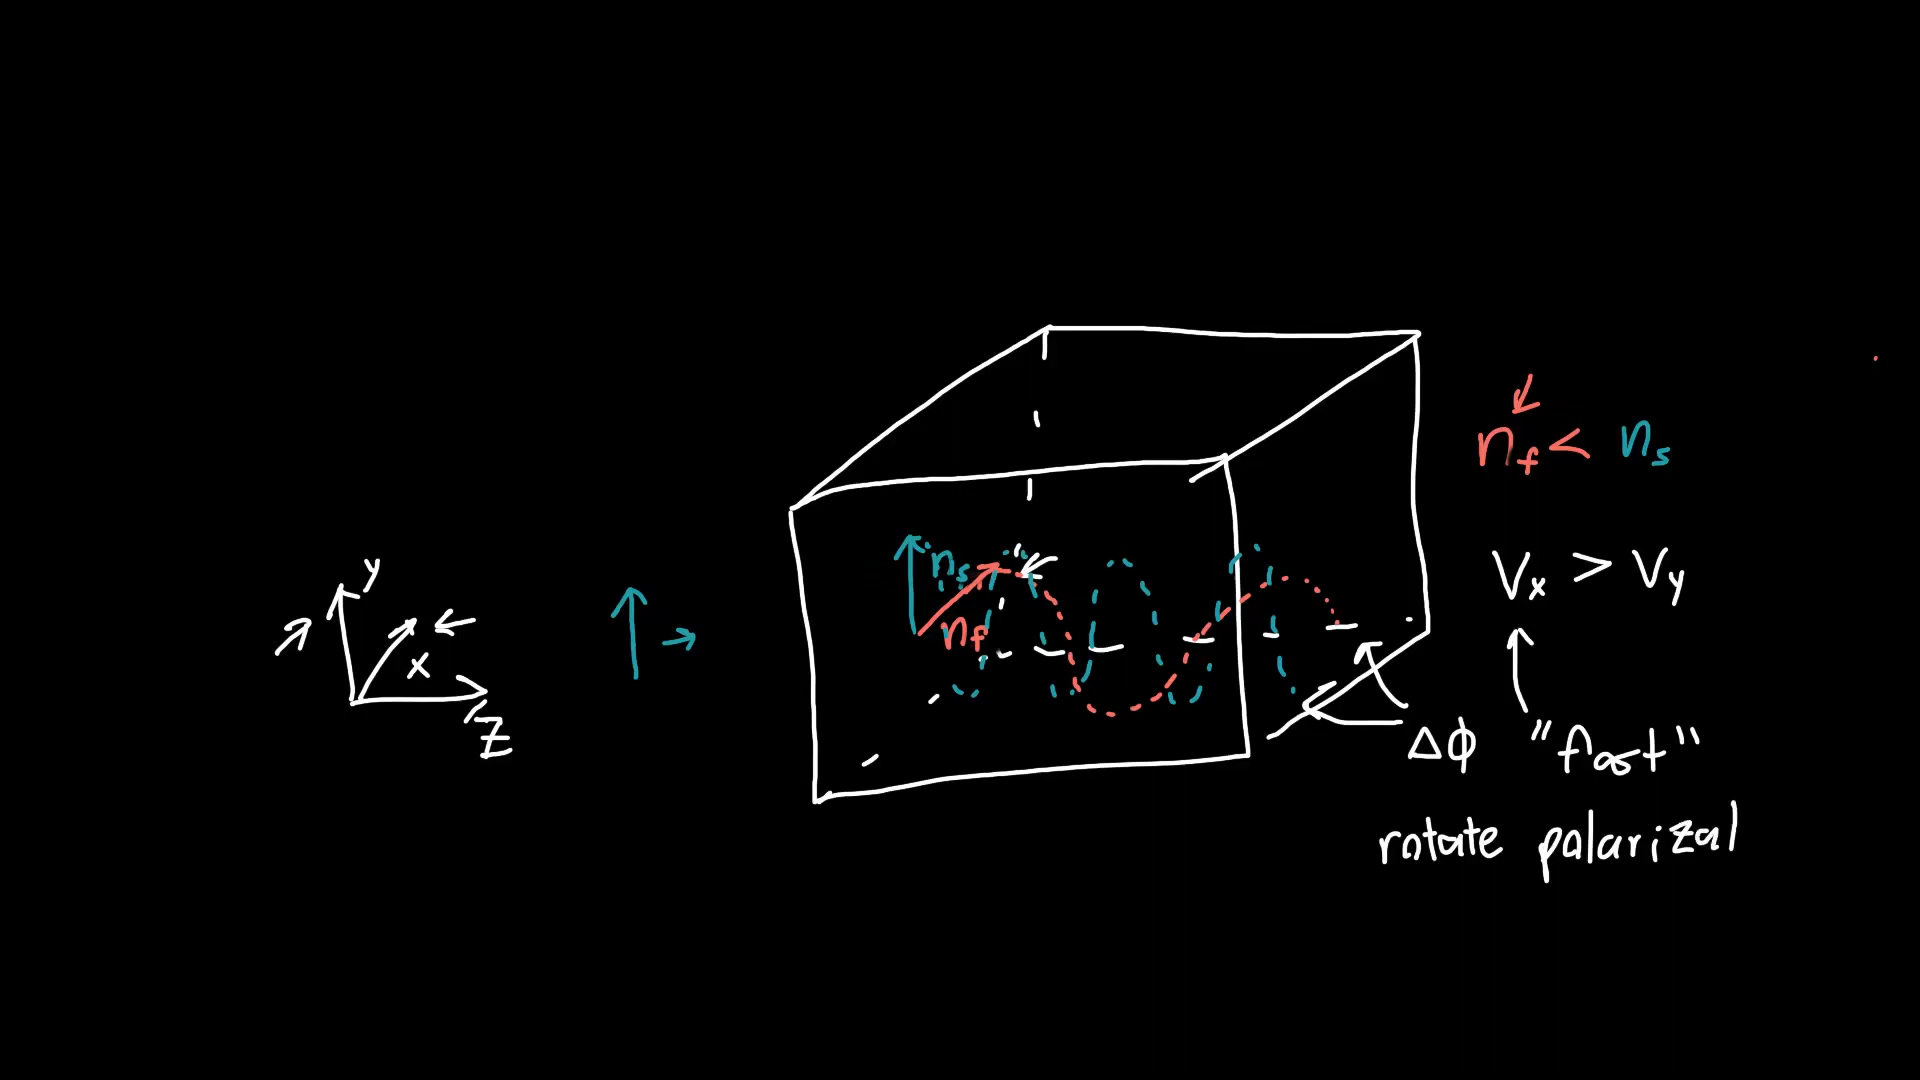 y
x
z
n_s
n_f
n_f < n_s
V_x > V_y
Δφ "fast"
rotate polarizal